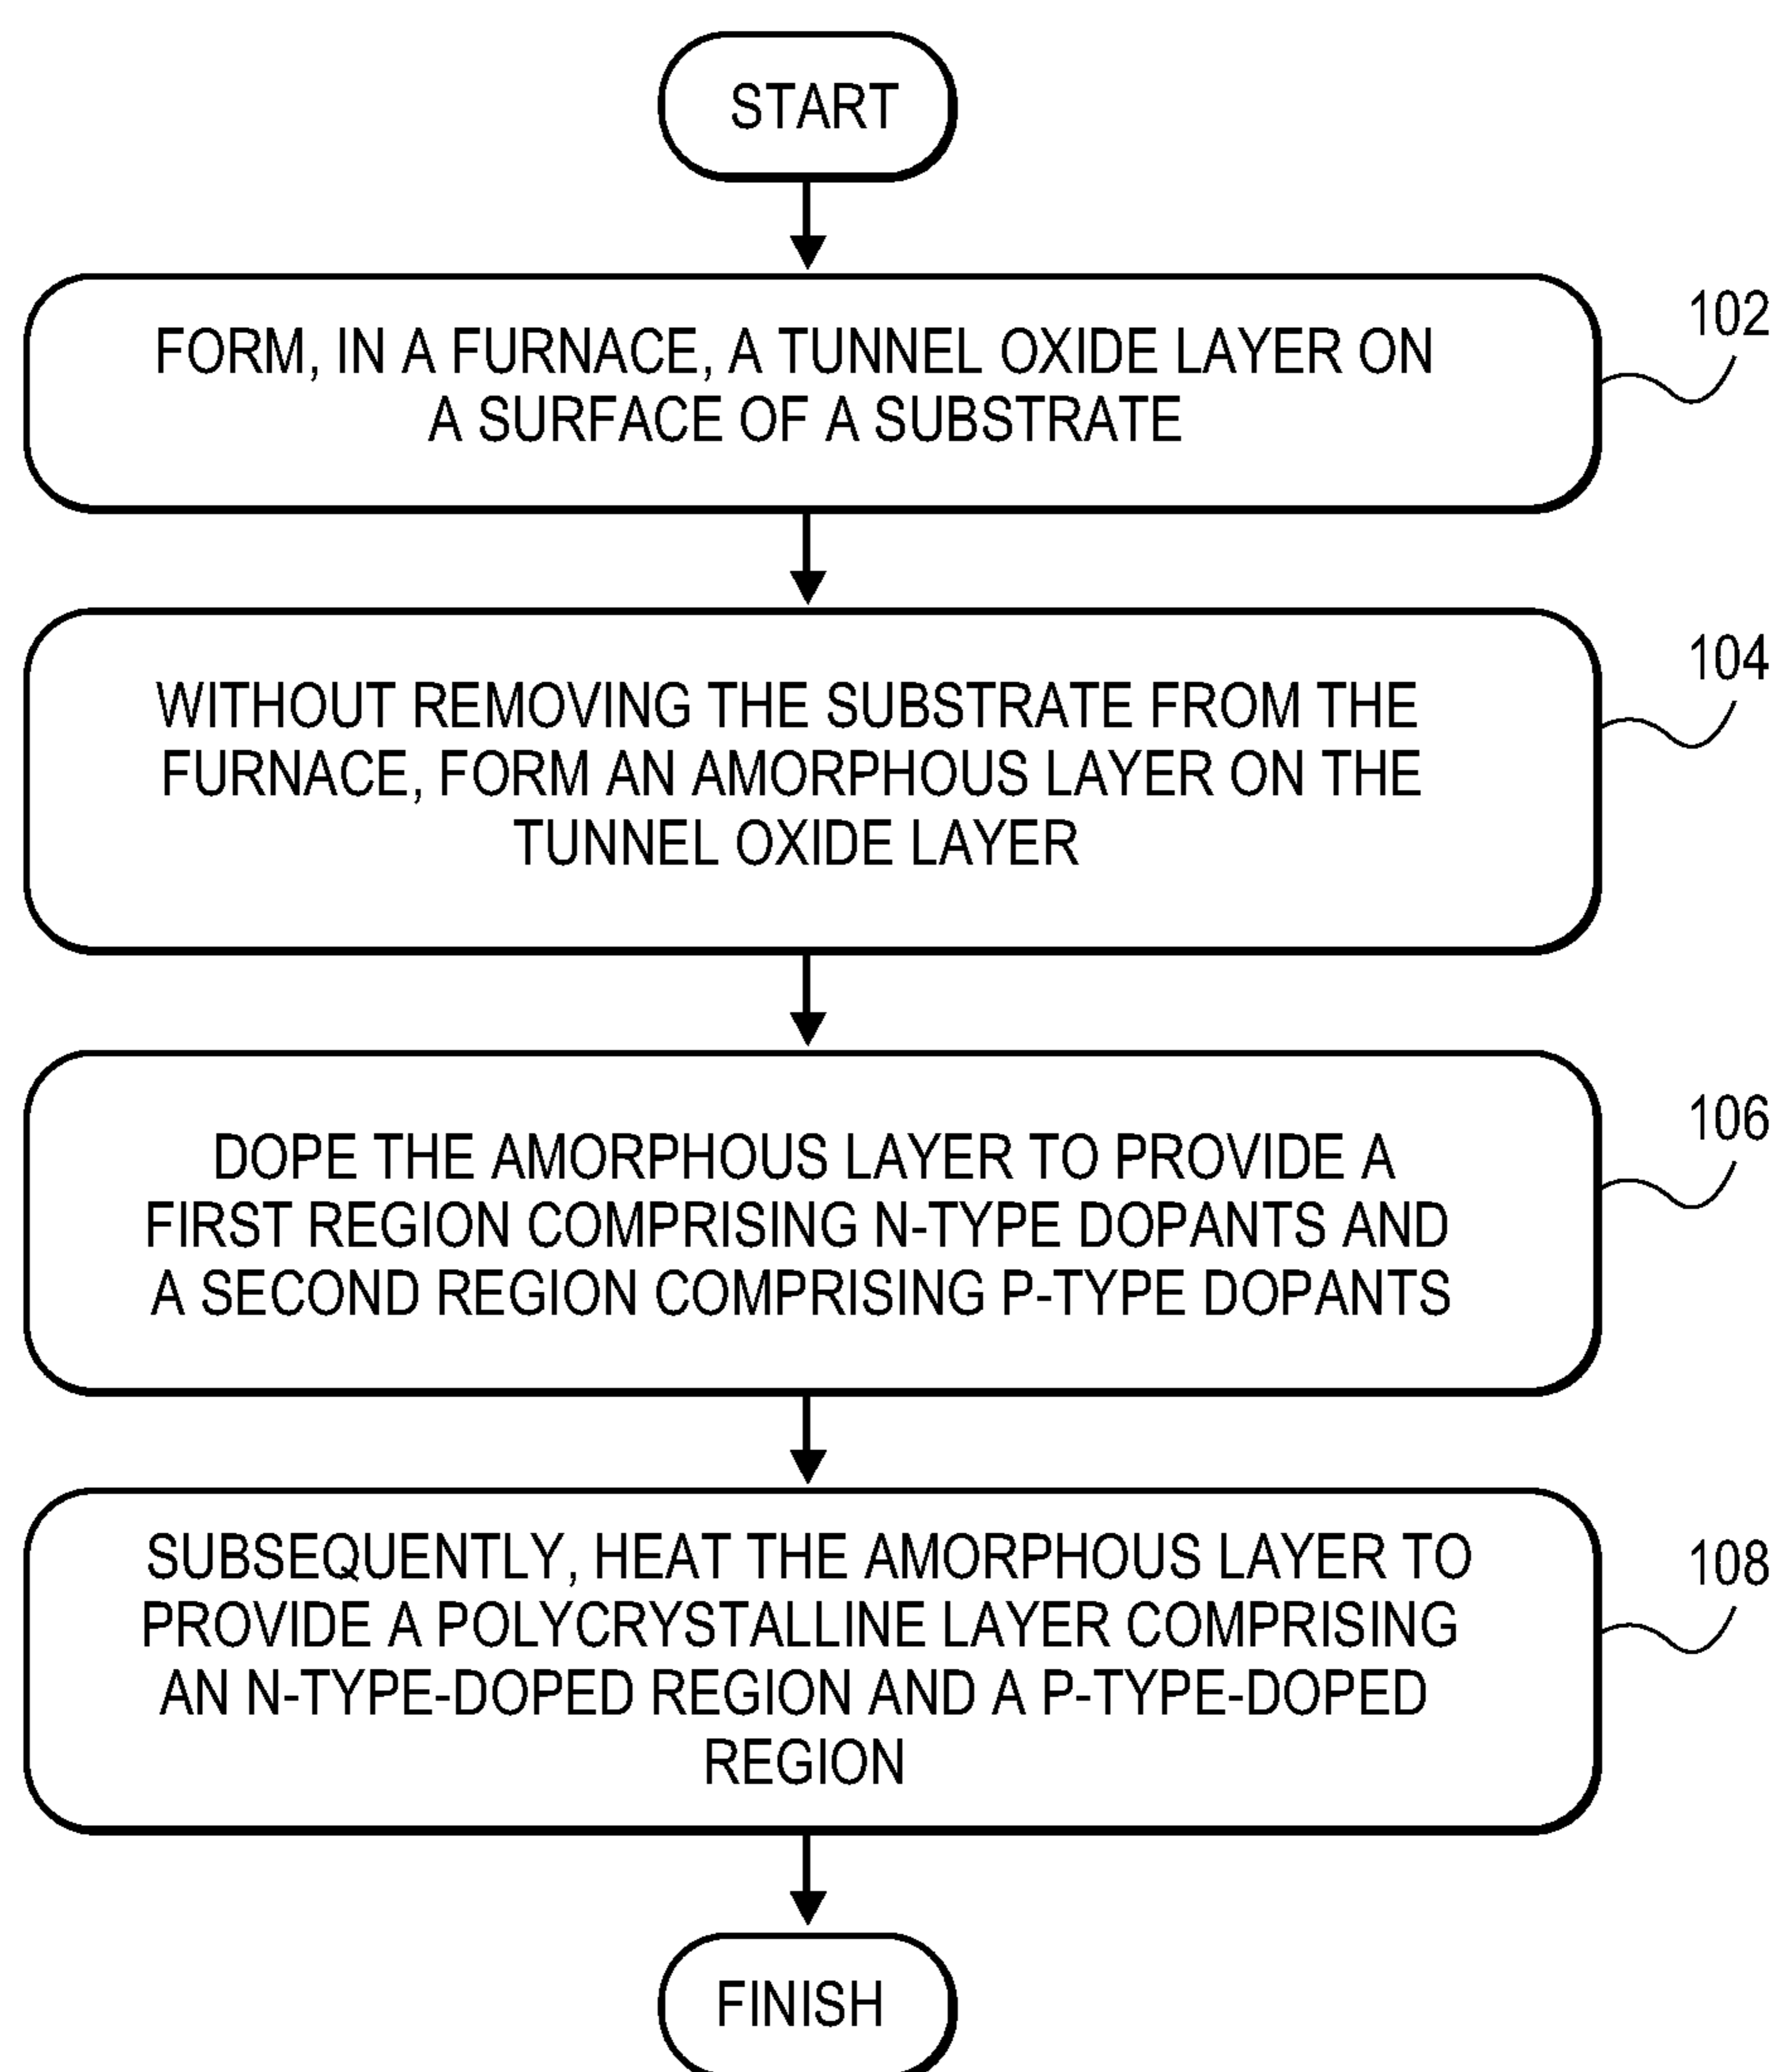 START
FORM, IN A FURNACE, A TUNNEL OXIDE LAYER ON
A SURFACE OF A SUBSTRATE
102
WITHOUT REMOVING THE SUBSTRATE FROM THE
FURNACE, FORM AN AMORPHOUS LAYER ON THE
TUNNEL OXIDE LAYER
104
DOPE THE AMORPHOUS LAYER TO PROVIDE A
FIRST REGION COMPRISING N-TYPE DOPANTS AND
A SECOND REGION COMPRISING P-TYPE DOPANTS
106
SUBSEQUENTLY, HEAT THE AMORPHOUS LAYER TO
PROVIDE A POLYCRYSTALLINE LAYER COMPRISING
AN N-TYPE-DOPED REGION AND A P-TYPE-DOPED
REGION
108
FINISH